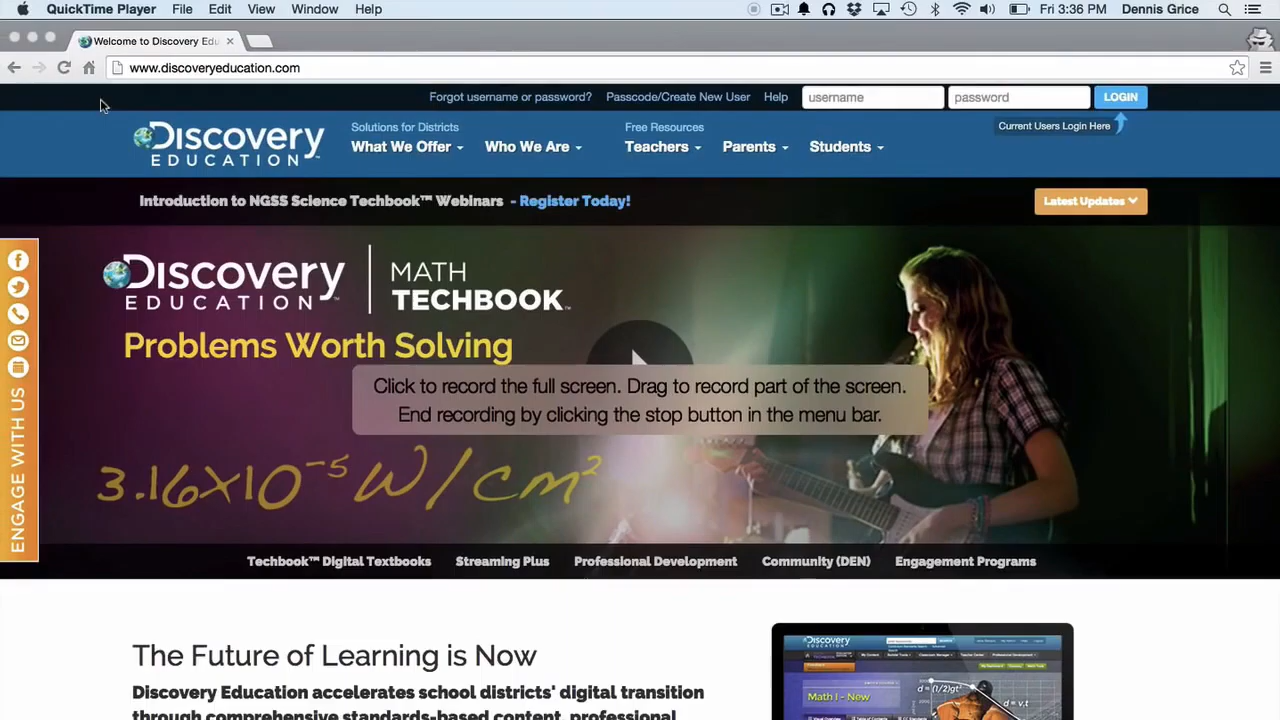 QuickTime Player File Edit View Window Help Fri 3:36 PM Dennis Grice
Welcome to Discovery Edu
www.discoveryeducation.com
Forgot username or password? Passcode/Create New User Help username password LOGIN
Current Users Login Here
DISCOVERY
EDUCATION™
Solutions for Districts Free Resources
What We Offer Who We Are Teachers Parents Students
Introduction to NGSS Science Techbook™ Webinars - Register Today! Latest Updates
DISCOVERY
EDUCATION™
MATH
TECHBOOK™
Problems Worth Solving
Click to record the full screen. Drag to record part of the screen.
End recording by clicking the stop button in the menu bar.
3.16x10⁻⁵ W/cm²
ENGAGE WITH US
Techbook™ Digital Textbooks Streaming Plus Professional Development Community (DEN) Engagement Programs
The Future of Learning is Now
Discovery Education accelerates school districts' digital transition
through comprehensive standards-based content, professional
DISCOVERY
EDUCATION
Math I - New
d = (1/2)gt²
d = vₜt